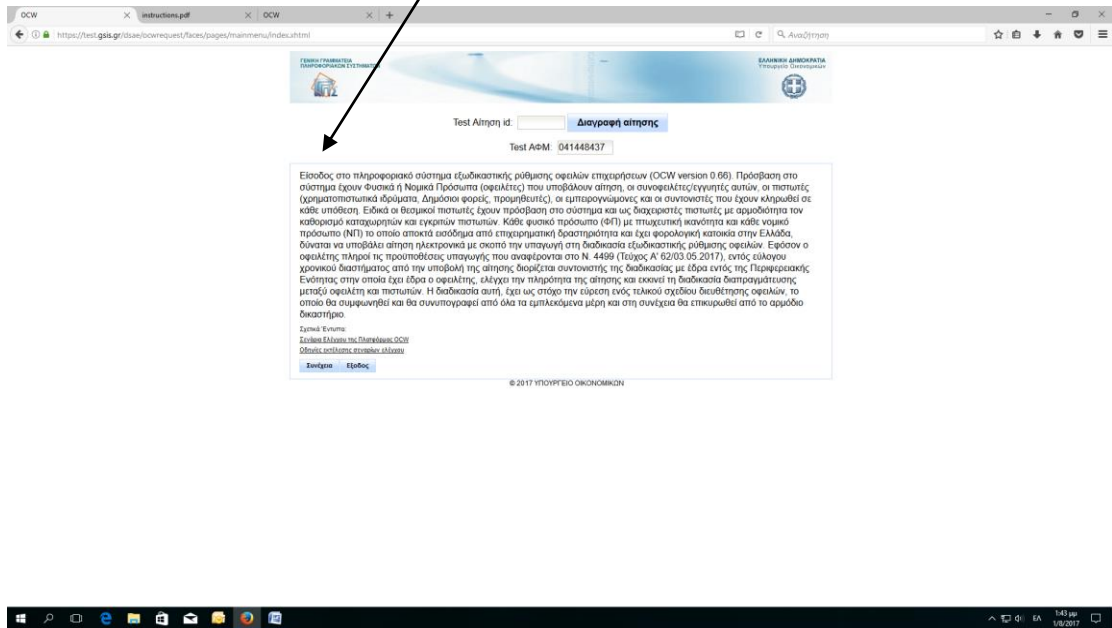 OCW
instructions.pdf
OCW
https://test.gsis.gr/dsae/ocwrequest/faces/pages/mainmenu/index.xhtml
Αναζήτηση
ΓΕΝΙΚΗ ΓΡΑΜΜΑΤΕΙΑ
ΠΛΗΡΟΦΟΡΙΑΚΩΝ ΣΥΣΤΗΜΑΤΩΝ
ΕΛΛΗΝΙΚΗ ΔΗΜΟΚΡΑΤΙΑ
Υπουργείο Οικονομικών
Test Αίτηση id:
Διαγραφή αίτησης
Test ΑΦΜ: 041448437
Είσοδος στο πληροφοριακό σύστημα εξωδικαστικής ρύθμισης οφειλών επιχειρήσεων (OCW version 0.66). Πρόσβαση στο
σύστημα έχουν Φυσικά ή Νομικά Πρόσωπα (οφειλέτες) που υποβάλουν αίτηση, οι συνοφειλέτες/εγγυητές αυτών, οι πιστωτές
(χρηματοπιστωτικά ιδρύματα, Δημόσιοι φορείς, προμηθευτές), οι εμπειρογνώμονες και οι συντονιστές που έχουν κληρωθεί σε
κάθε υπόθεση. Ειδικά οι θεσμικοί πιστωτές έχουν πρόσβαση στο σύστημα και ως διαχειριστές πιστωτές με αρμοδιότητα τον
καθορισμό καταχωρητών και εγκριτών πιστωτών. Κάθε φυσικό πρόσωπο (ΦΠ) με πτωχευτική ικανότητα και κάθε νομικό
πρόσωπο (ΝΠ) το οποίο αποκτά εισόδημα από επιχειρηματική δραστηριότητα και έχει φορολογική κατοικία στην Ελλάδα,
δύναται να υποβάλει αίτηση ηλεκτρονικά με σκοπό την υπαγωγή στη διαδικασία εξωδικαστικής ρύθμισης οφειλών. Εφόσον ο
οφειλέτης πληροί τις προϋποθέσεις υπαγωγής που αναφέρονται στο Ν. 4499 (Τεύχος Α' 62/03.05.2017), εντός εύλογου
χρονικού διαστήματος από την υποβολή της αίτησης διορίζεται συντονιστής της διαδικασίας με έδρα εντός της Περιφερειακής
Ενότητας στην οποία έχει έδρα ο οφειλέτης, ελέγχει την πληρότητα της αίτησης και εκκινεί τη διαδικασία διαπραγμάτευσης
μεταξύ οφειλέτη και πιστωτών. Η διαδικασία αυτή, έχει ως στόχο την εύρεση ενός τελικού σχεδίου διευθέτησης οφειλών, το
οποίο θα συμφωνηθεί και θα συνυπογραφεί από όλα τα εμπλεκόμενα μέρη και στη συνέχεια θα επικυρωθεί από το αρμόδιο
δικαστήριο.
Σχετικά Έντυπα:
Σενάρια Ελέγχου της Πλατφόρμας OCW
Οδηγίες εκτέλεσης σεναρίων ελέγχου
Συνέχεια Εξοδος
© 2017 ΥΠΟΥΡΓΕΙΟ ΟΙΚΟΝΟΜΙΚΩΝ
ΕΛ
1:43 μμ
1/8/2017